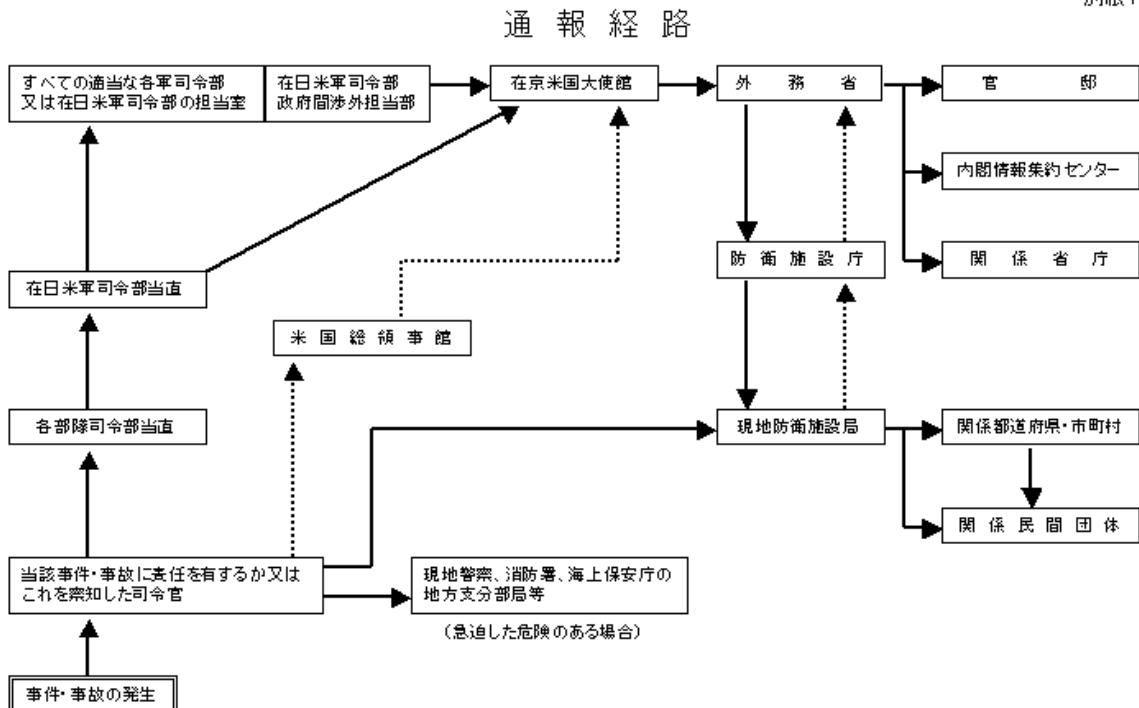 通報経路
すべての適当な各軍司令部
又は在日米軍司令部の担当室
在日米軍司令部
政府間渉外担当部
在京米国大使館
外務省
官邸
内閣情報集約センター
防衛施設庁
関係省庁
在日米軍司令部当直
米国総領事館
各部隊司令部当直
現地防衛施設局
関係都道府県・市町村
関係民間団体
当該事件・事故に責任を有するか又は
これを察知した司令官
現地警察、消防署、海上保安庁の
地方支分部局等
(急迫した危険のある場合)
事件・事故の発生